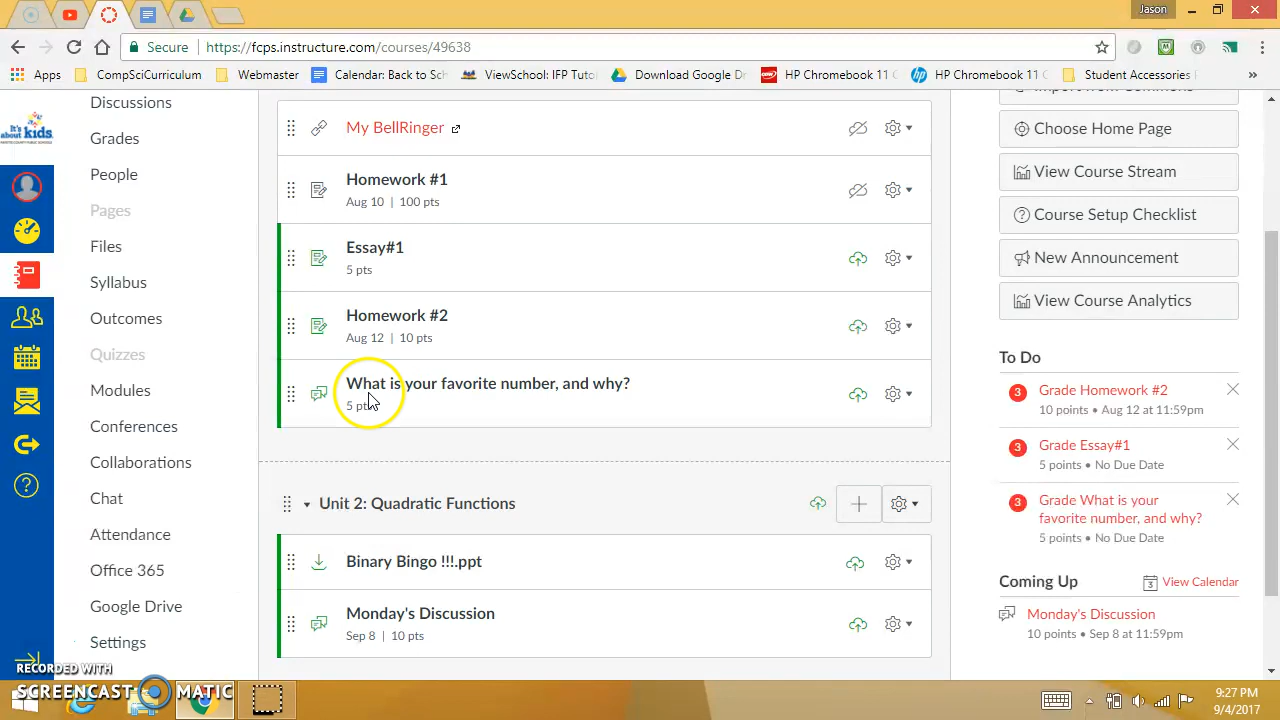 Jason
Secure
https://fcps.instructure.com/courses/49638
Apps
CompSciCurriculum
Webmaster
Calendar: Back to Sc
ViewSchool: IFP Tuto
Download Google Dr
HP Chromebook 11
HP Chromebook 11
Student Accessories
»
It's about kids
Discussions
Grades
People
Pages
Files
Syllabus
Outcomes
Quizzes
Modules
Conferences
Collaborations
Chat
Attendance
Office 365
Google Drive
Settings
My BellRinger
Homework #1
Aug 10 | 100 pts
Essay#1
5 pts
Homework #2
Aug 12 | 10 pts
What is your favorite number, and why?
5 pts
Unit 2: Quadratic Functions
Binary Bingo !!!.ppt
Monday's Discussion
Sep 8 | 10 pts
Choose Home Page
View Course Stream
Course Setup Checklist
New Announcement
View Course Analytics
To Do
3 Grade Homework #2
10 points • Aug 12 at 11:59pm
3 Grade Essay#1
5 points • No Due Date
3 Grade What is your
favorite number, and why?
5 points • No Due Date
Coming Up
3 View Calendar
Monday's Discussion
10 points • Sep 8 at 11:59pm
RECORDED WITH
SCREENCAST MATIC
9:27 PM
9/4/2017